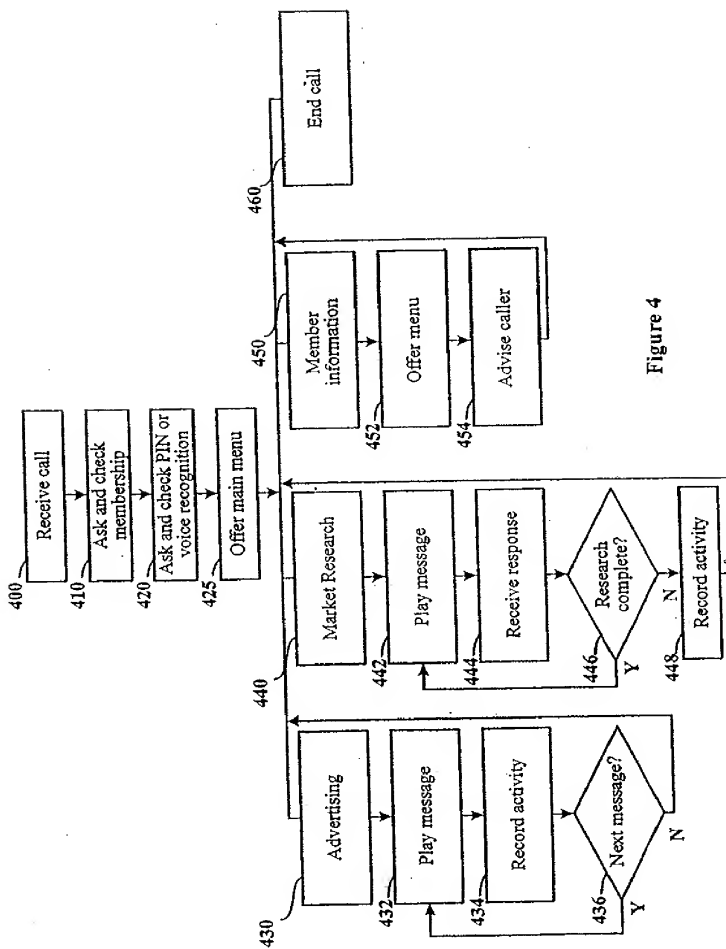 400
Receive call
410
Ask and check
membership
420
Ask and check PIN or
voice recognition
425
Offer main menu
430
Advertising
432
Play message
434
Record activity
436
Next message?
Y
N
440
Market Research
442
Play message
444
Receive response
446
Research
complete?
Y
N
448
Record activity
450
Member
information
452
Offer menu
454
Advise caller
460
End call
Figure 4